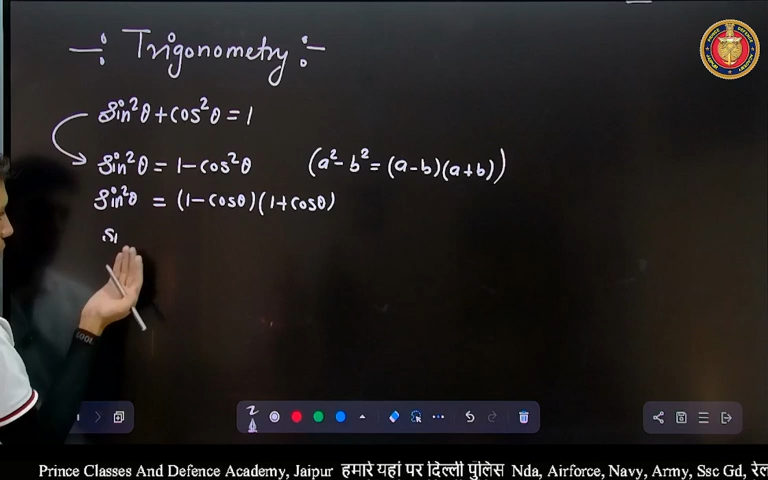 Trigonometry
sin²θ + cos²θ = 1
sin²θ = 1 - cos²θ (a² - b² = (a - b)(a + b))
sin²θ = (1 - cosθ)(1 + cosθ)
Prince Classes And Defence Academy, Jaipur हमारे यहां पर दिल्ली पुलिस Nda, Airforce, Navy, Army, Ssc Gd,